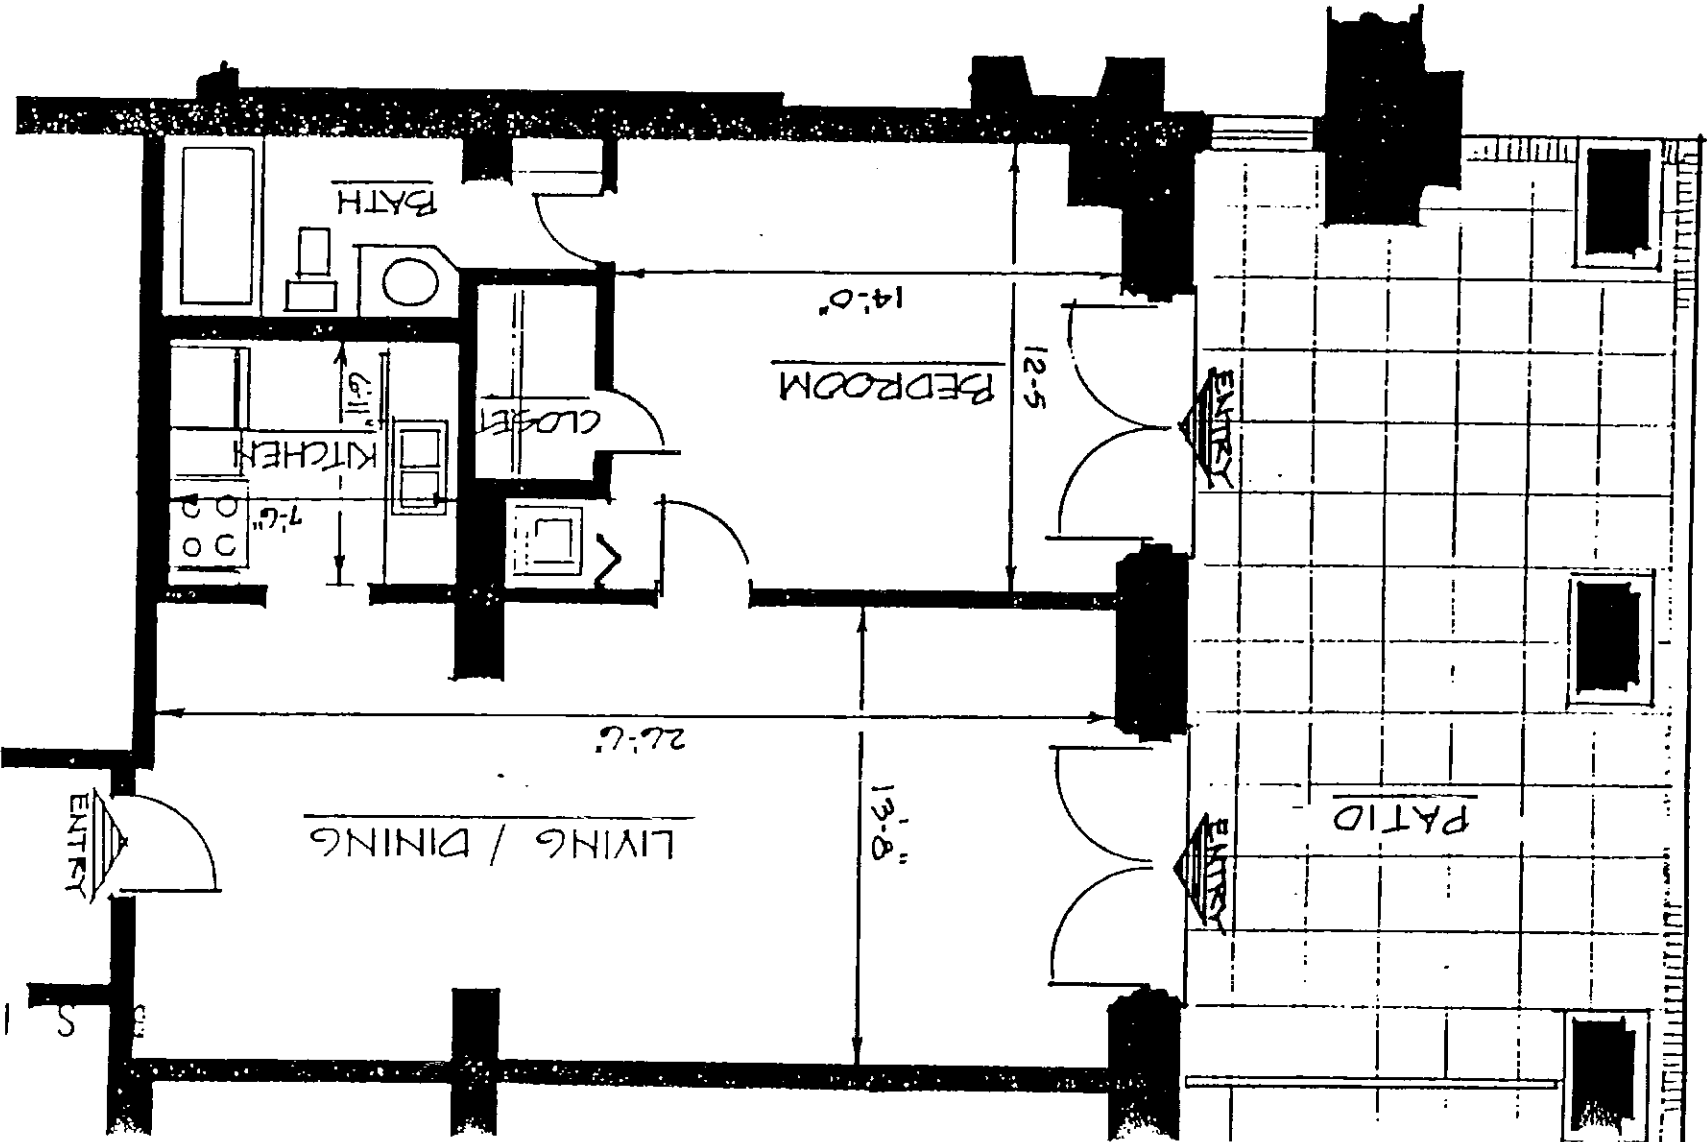 BATH
14'-0"
12-5
BEDROOM
ENTRY
6'-11"
CLOSET
KITCHEN
7'-6"
26'-6"
13'-8"
PATIO
LIVING / DINING
ENTRY
ENTRY